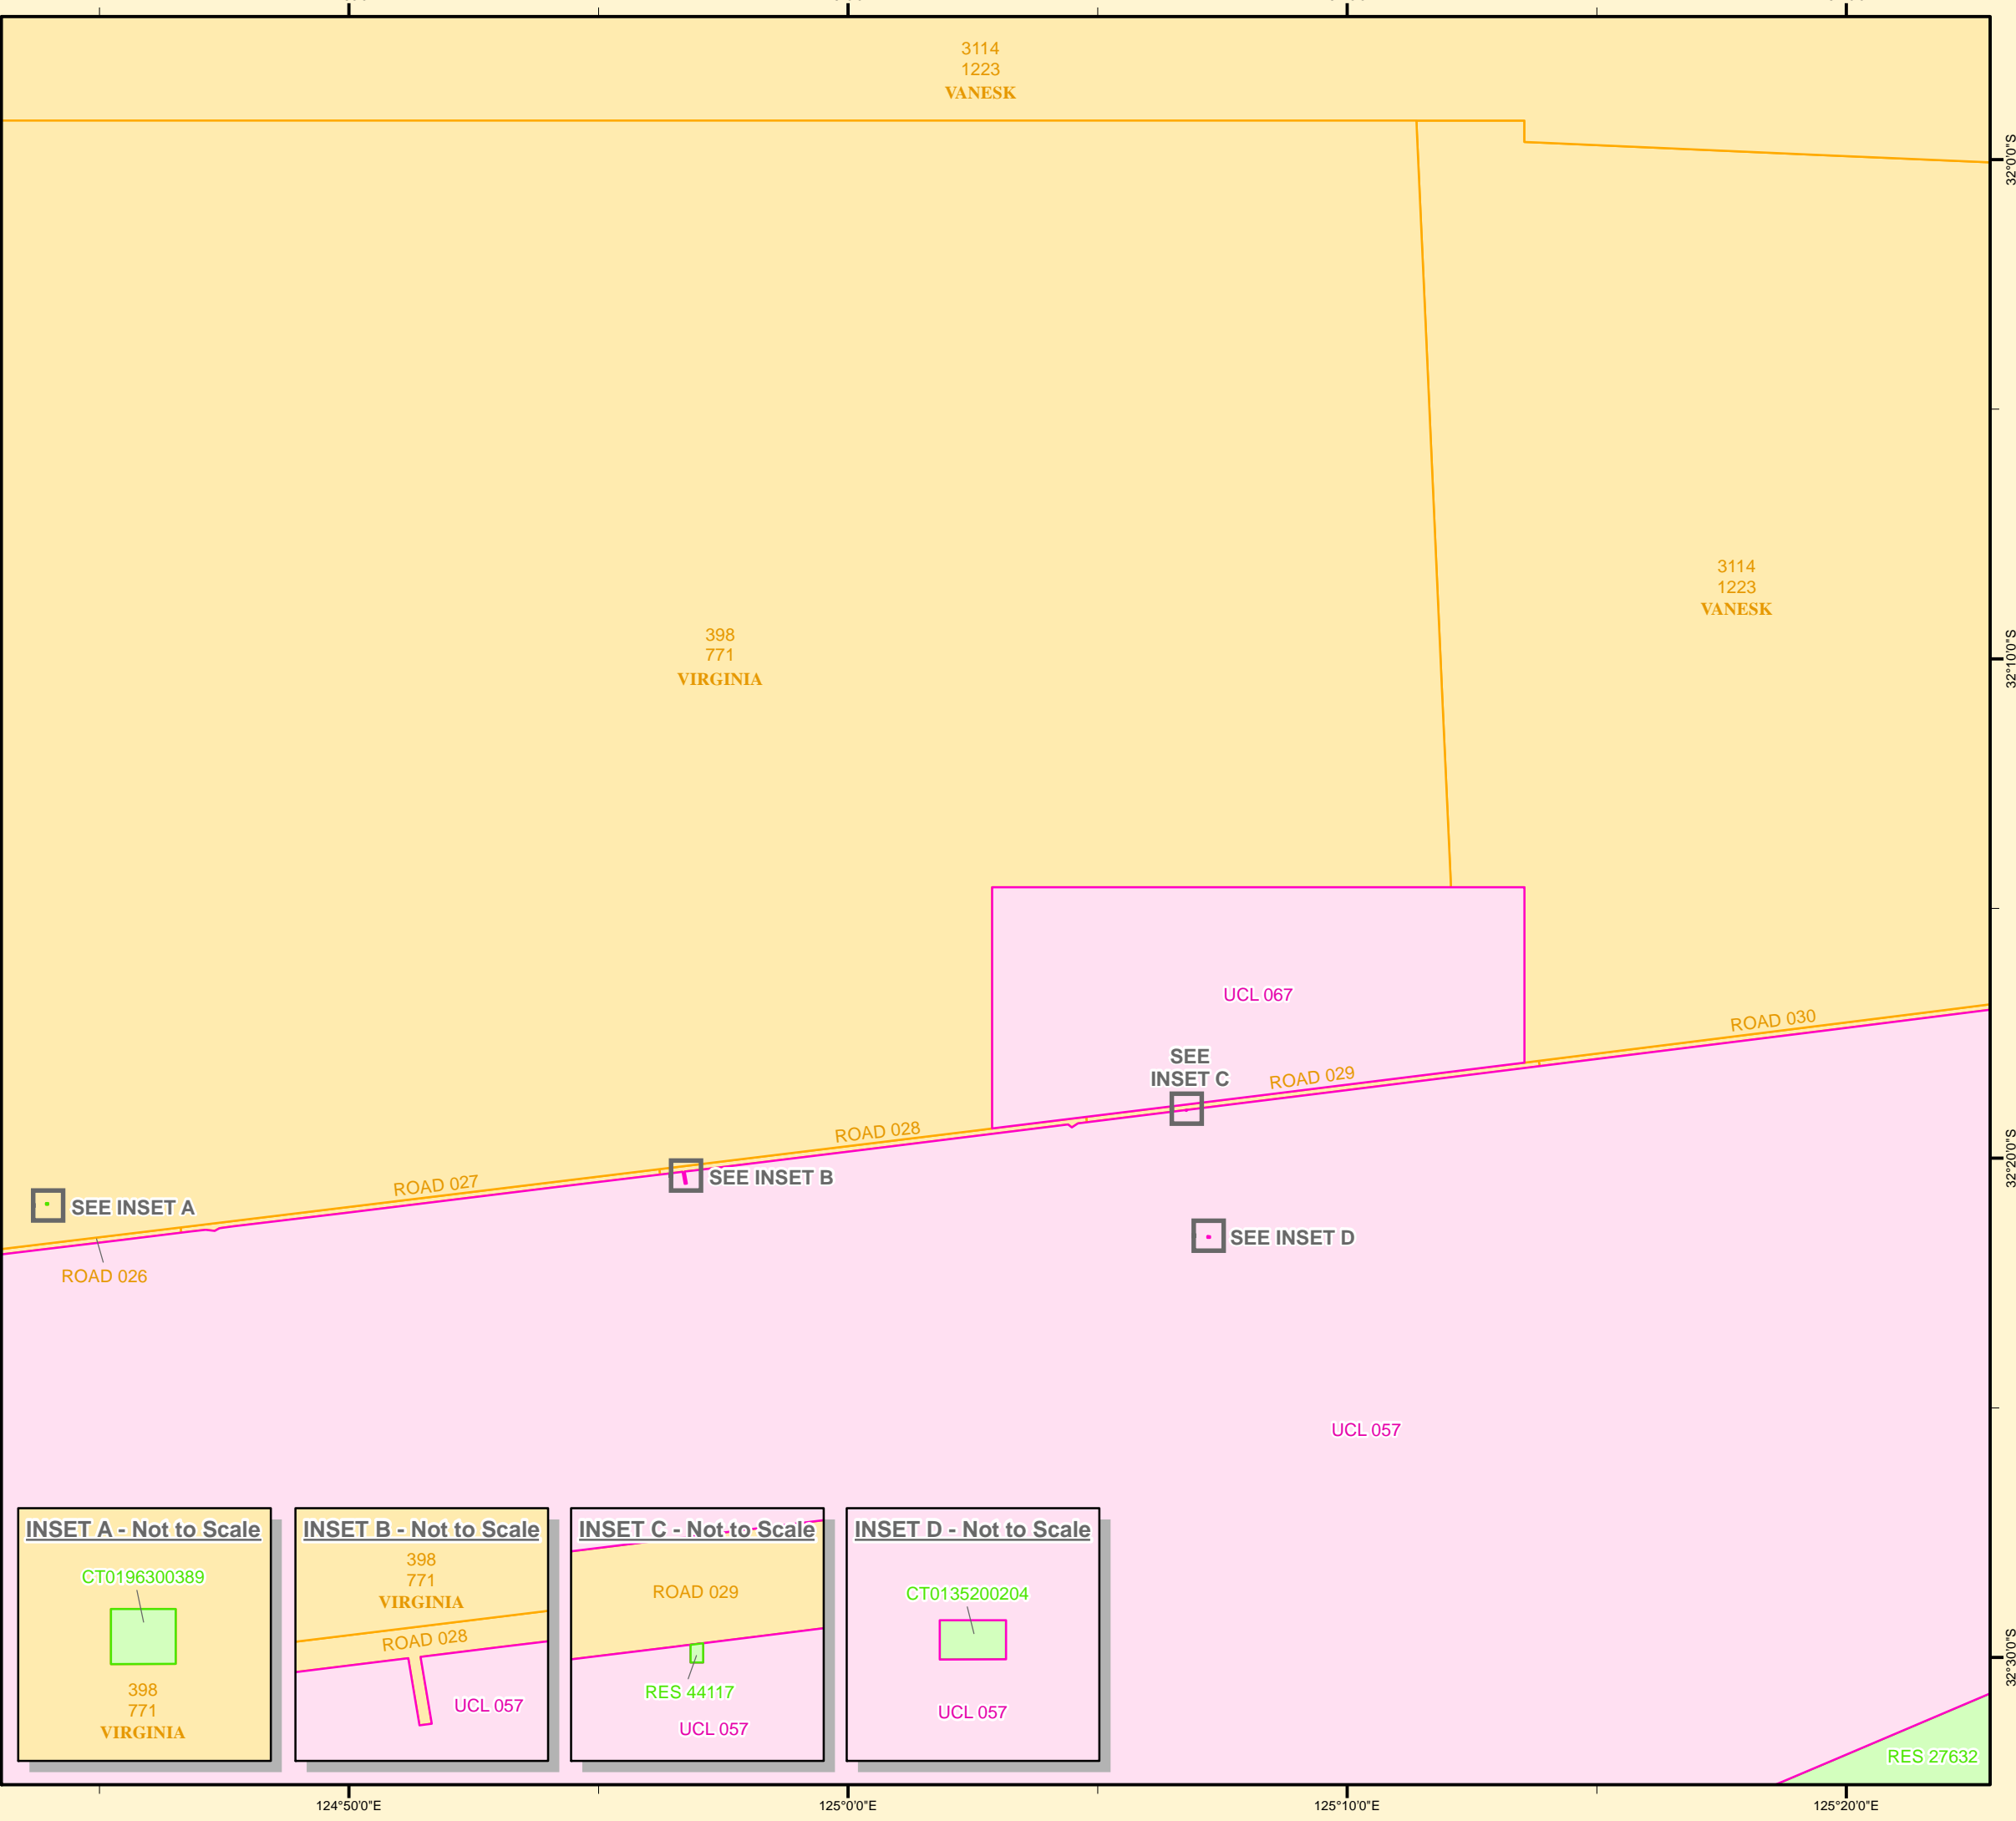 3114
1223
VANESK
32°0'0"S
3114
1223
VANESK
398
771
VIRGINIA
32°10'0"S
UCL 067
ROAD 030
SEE
INSET C
ROAD 029
ROAD 028
32°20'0"S
SEE INSET B
ROAD 027
SEE INSET A
SEE INSET D
ROAD 026
UCL 057
INSET A - Not to Scale
CT0196300389
398
771
VIRGINIA
INSET B - Not to Scale
398
771
VIRGINIA
ROAD 028
UCL 057
INSET C - Not to Scale
ROAD 029
RES 44117
UCL 057
INSET D - Not to Scale
CT0135200204
UCL 057
32°30'0"S
RES 27632
124°50'0"E
125°0'0"E
125°10'0"E
125°20'0"E